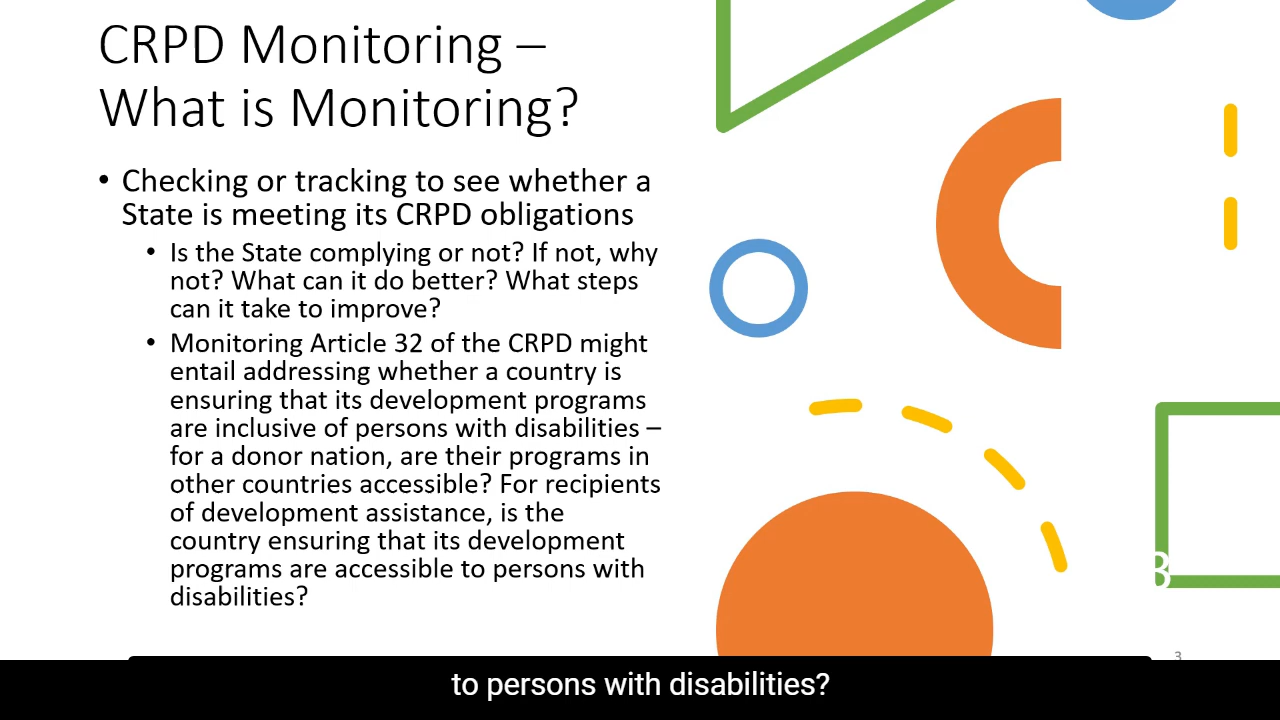 CRPD Monitoring –
What is Monitoring?
• Checking or tracking to see whether a
State is meeting its CRPD obligations
• Is the State complying or not? If not, why
not? What can it do better? What steps
can it take to improve?
• Monitoring Article 32 of the CRPD might
entail addressing whether a country is
ensuring that its development programs
are inclusive of persons with disabilities –
for a donor nation, are their programs in
other countries accessible? For recipients
of development assistance, is the
country ensuring that its development
programs are accessible to persons with
disabilities?
3
3
to persons with disabilities?